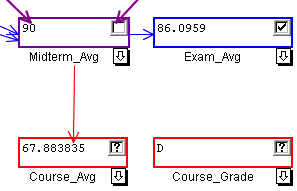 90
86.0959
Midterm_Avg
Exam_Avg
67.883835 ?
D ?
Course_Avg
Course_Grade